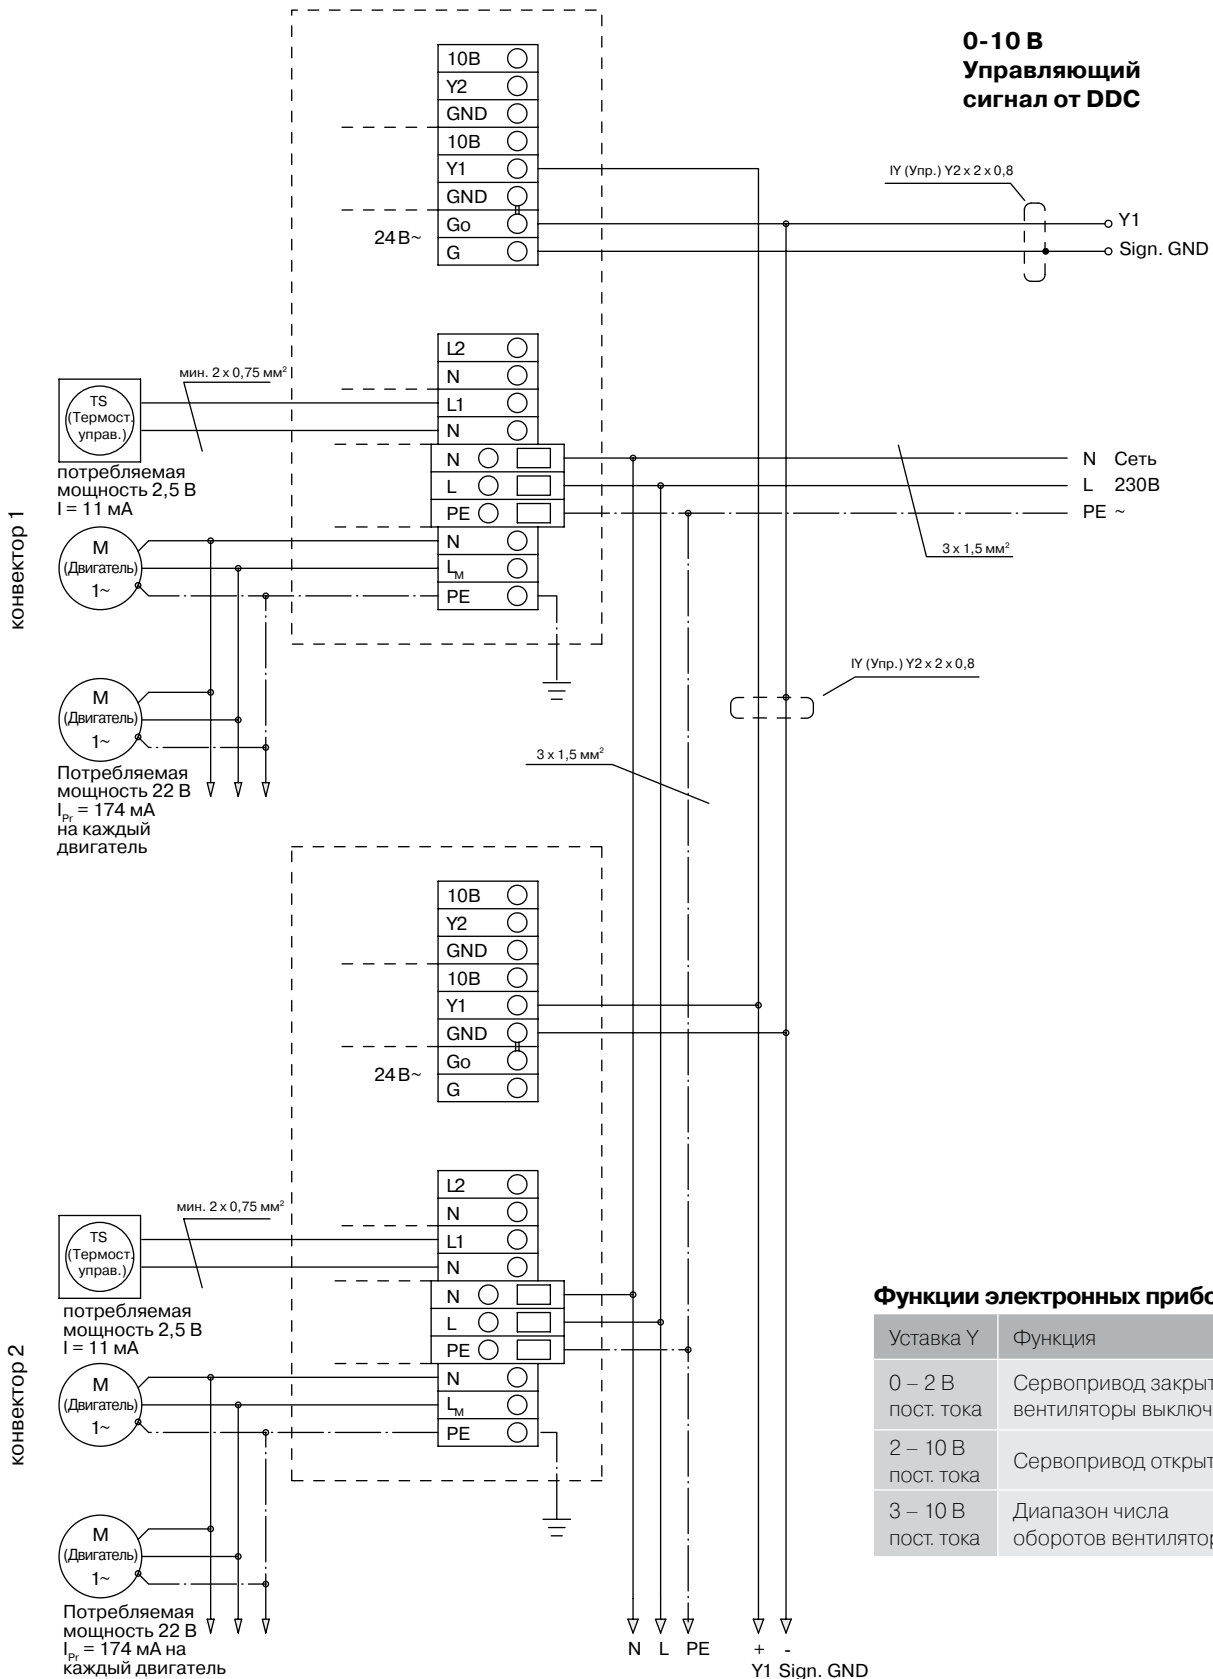 0-10 В
Управляющий
сигнал от DDC
10В
Y2
GND
10В
Y1
GND
Go
G
24В~
IY (Упр.) Y2 x 2 x 0,8
Y1
Sign. GND
L2
N
L1
N
N
L
PE
N
LM
PE
мин. 2 x 0,75 мм²
TS
(Термост.
управ.)
потребляемая
мощность 2,5 В
I = 11 мА
конвектор 1
М
(Двигатель)
1~
М
(Двигатель)
1~
Потребляемая
мощность 22 В
IPr = 174 мА
на каждый
двигатель
N Сеть
L 230В
PE ~
3 x 1,5 мм²
IY (Упр.) Y2 x 2 x 0,8
3 x 1,5 мм²
10В
Y2
GND
10В
Y1
GND
Go
G
24В~
L2
N
L1
N
N
L
PE
N
LM
PE
мин. 2 x 0,75 мм²
TS
(Термост.
управ.)
потребляемая
мощность 2,5 В
I = 11 мА
конвектор 2
М
(Двигатель)
1~
М
(Двигатель)
1~
Потребляемая
мощность 22 В
IPr = 174 мА на
каждый двигатель
N L PE + -
Y1 Sign. GND
Функции электронных прибо
Уставка Y Функция
0 – 2 В Сервопривод закрыт
пост. тока вентиляторы выключ
2 – 10 В
пост. тока Сервопривод открыт
3 – 10 В Диапазон числа
пост. тока оборотов вентилятор